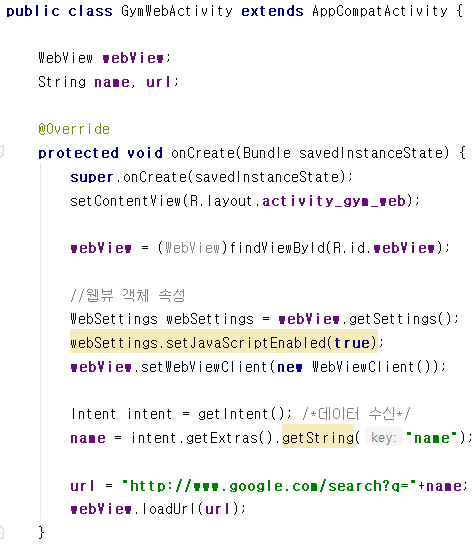 public class GymWebActivity extends AppCompatActivity {
WebView webView;
String name, url;
@Override
protected void onCreate(Bundle savedInstanceState) {
super.onCreate(savedInstanceState);
setContentView(R.layout.activity_gym_web);
webView = (WebView)findViewById(R.id.webView);
//웹뷰 객체 속성
WebSettings webSettings = webView.getSettings();
webSettings.setJavaScriptEnabled(true);
webView.setWebViewClient(new WebViewClient());
Intent intent = getIntent(); /*데이터 수신*/
name = intent.getExtras().getString( key: "name");
url = "http://www.google.com/search?q="+name;
webView.loadUrl(url);
}